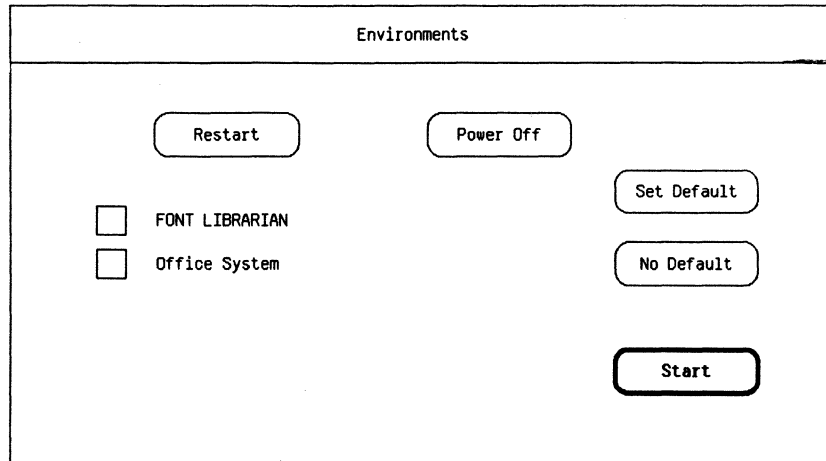 Environments
Restart
Power Off
Set Default
FONT LIBRARIAN
Office System
No Default
Start